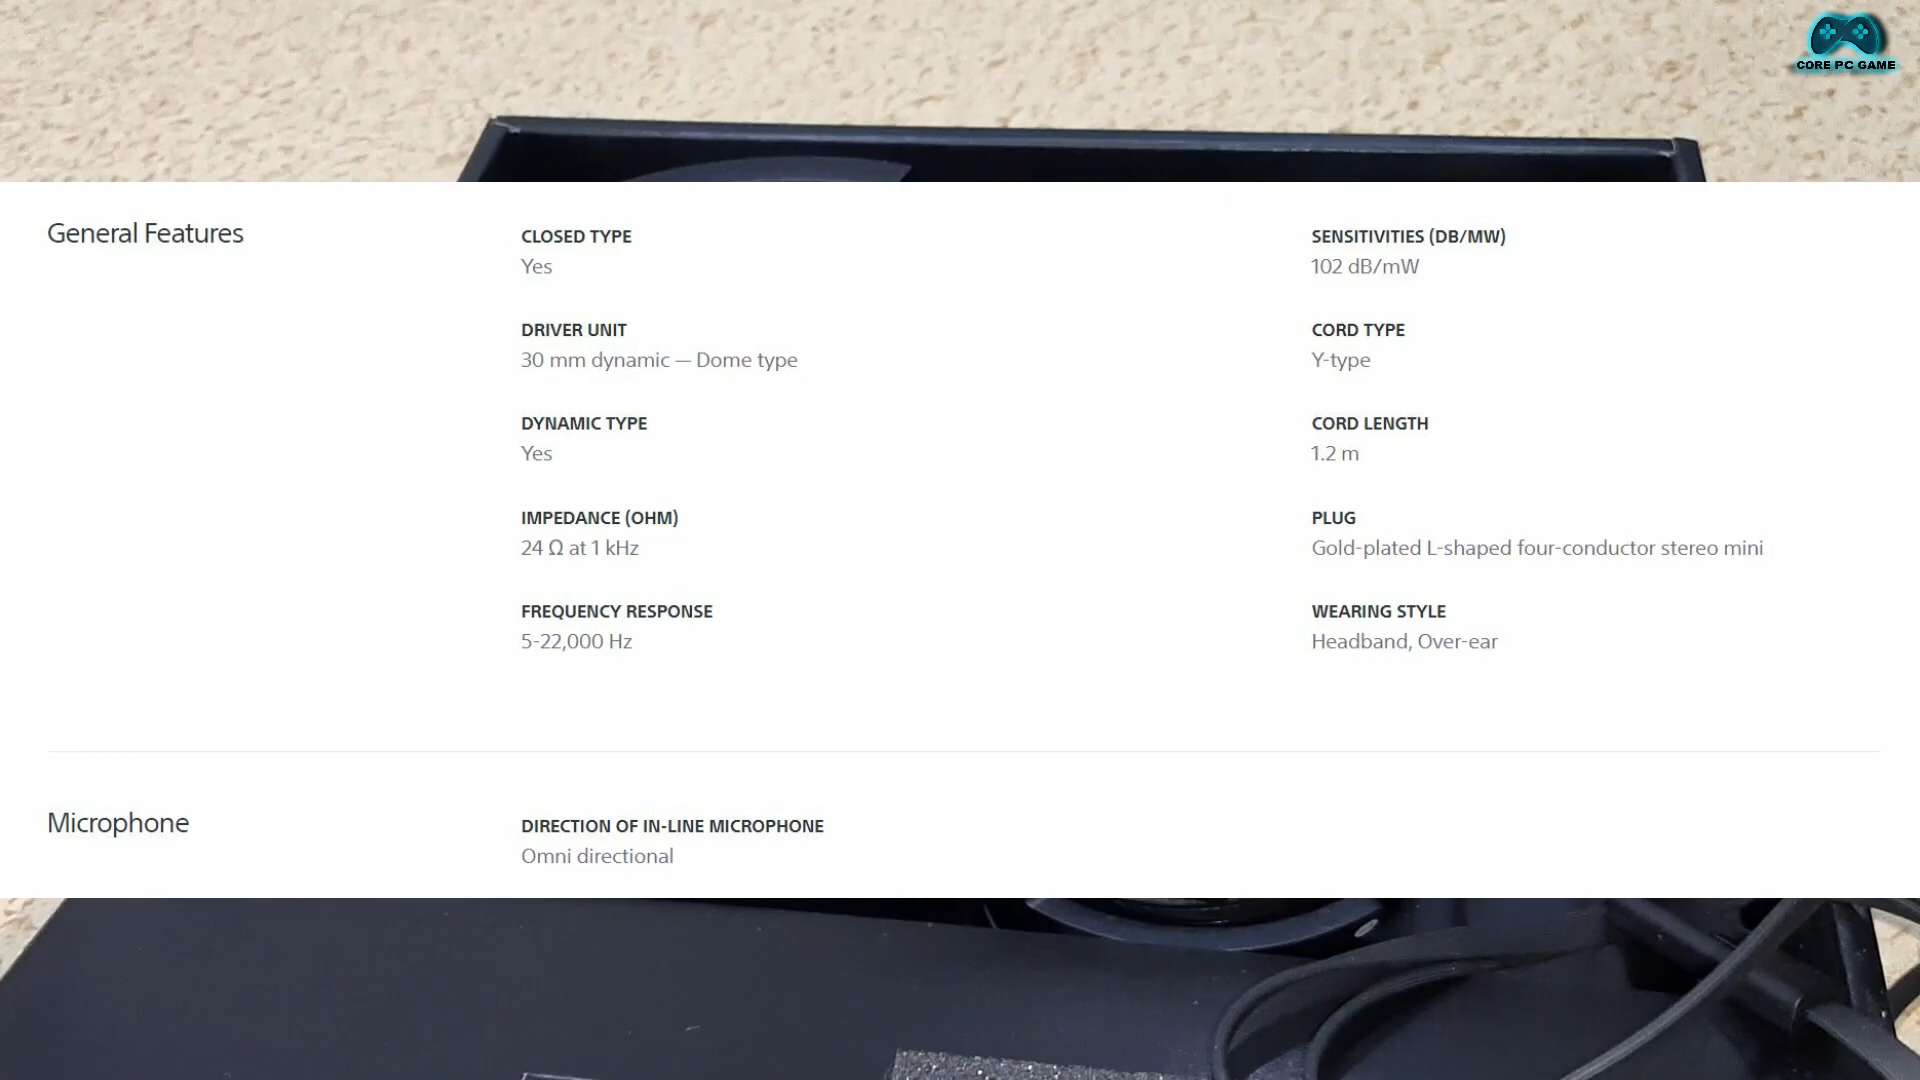 CORE PC GAME
General Features
CLOSED TYPE
Yes
DRIVER UNIT
30 mm dynamic — Dome type
DYNAMIC TYPE
Yes
IMPEDANCE (OHM)
24 Ω at 1 kHz
FREQUENCY RESPONSE
5-22,000 Hz
SENSITIVITIES (DB/MW)
102 dB/mW
CORD TYPE
Y-type
CORD LENGTH
1.2 m
PLUG
Gold-plated L-shaped four-conductor stereo mini
WEARING STYLE
Headband, Over-ear
Microphone
DIRECTION OF IN-LINE MICROPHONE
Omni directional